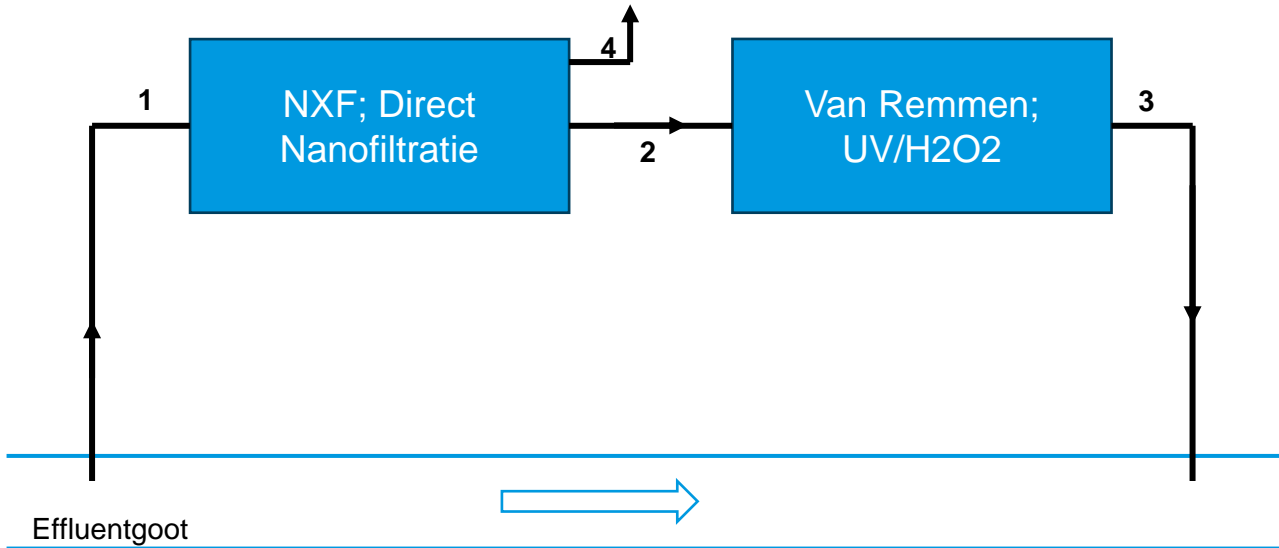 4
1
NXF; Direct
Nanofiltratie
2
Van Remmen;
UV/H2O2
3
Effluentgoot